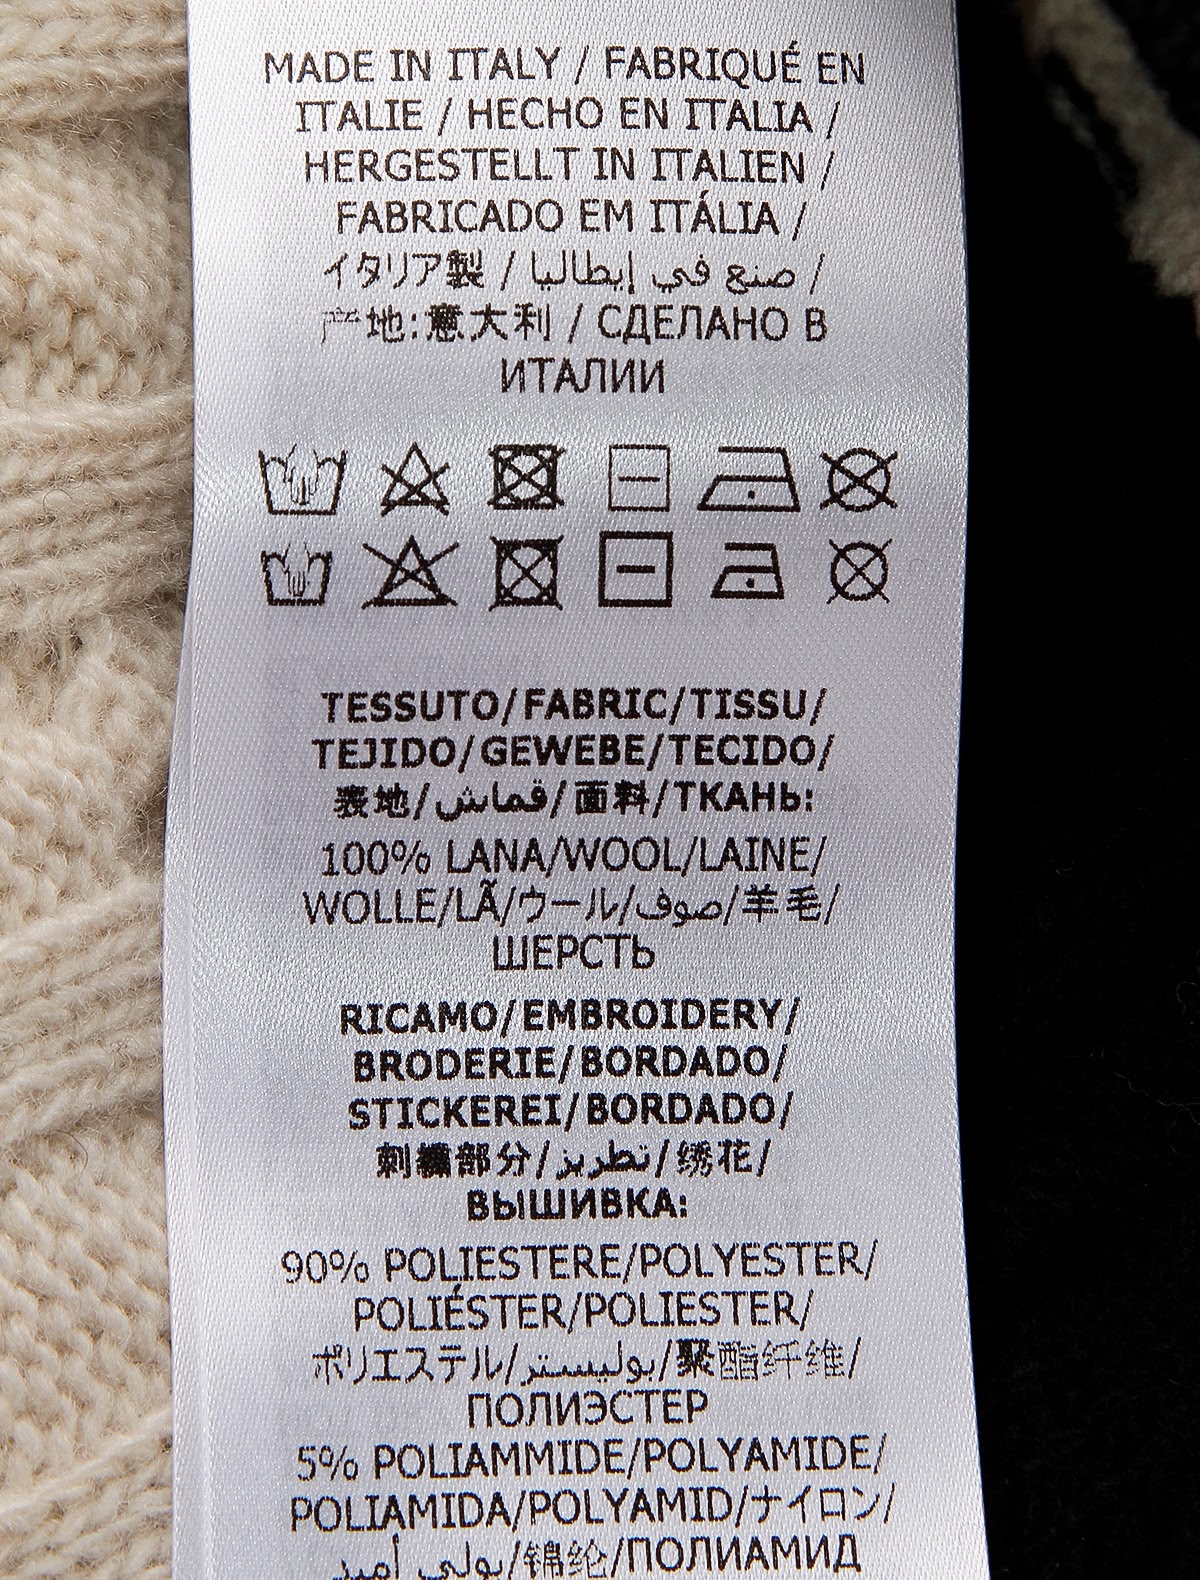 MADE IN ITALY / FABRIQUÉ EN
ITALIE / HECHO EN ITALIA /
HERGESTELLT IN ITALIEN /
FABRICADO EM ITÁLIA /
イタリア製 / صنع في إيطاليا /
产地:意大利 / СДЕЛАНО В
ИТАЛИИ
TESSUTO/FABRIC/TISSU/
TEJIDO/GEWEBE/TECIDO/
表地/قماش/面料/ТКАНЬ:
100% LANA/WOOL/LAINE/
WOLLE/LÃ/ウール/صوف/羊毛/
ШЕРСТЬ
RICAMO/EMBROIDERY/
BRODERIE/BORDADO/
STICKEREI/BORDADO/
刺繍部分/تطريز/绣花/
ВЫШИВКА:
90% POLIESTERE/POLYESTER/
POLIÉSTER/POLIESTER/
ポリエステル/بوليستر/聚酯纤维/
ПОЛИЭСТЕР
5% POLIAMMIDE/POLYAMIDE/
POLIAMIDA/POLYAMID/ナイロン/
بولي أميد/锦纶/ПОЛИАМИД